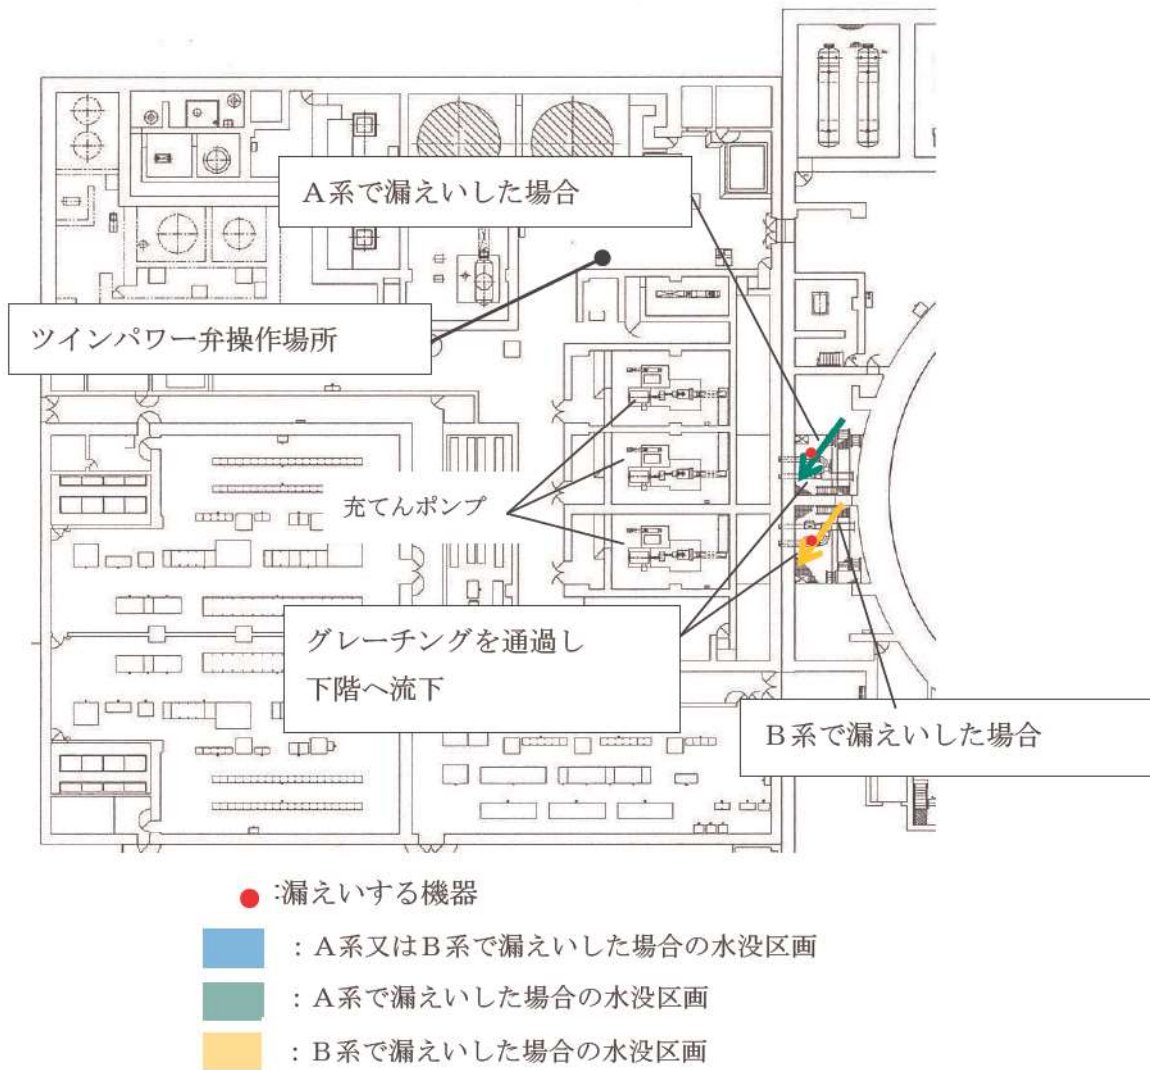 A系で漏えいした場合
ツインパワー弁操作場所
充てんポンプ
グレーチングを通過し
下階へ流下
B系で漏えいした場合
:漏えいする機器
：A系又はB系で漏えいした場合の水没区画
：A系で漏えいした場合の水没区画
：B系で漏えいした場合の水没区画